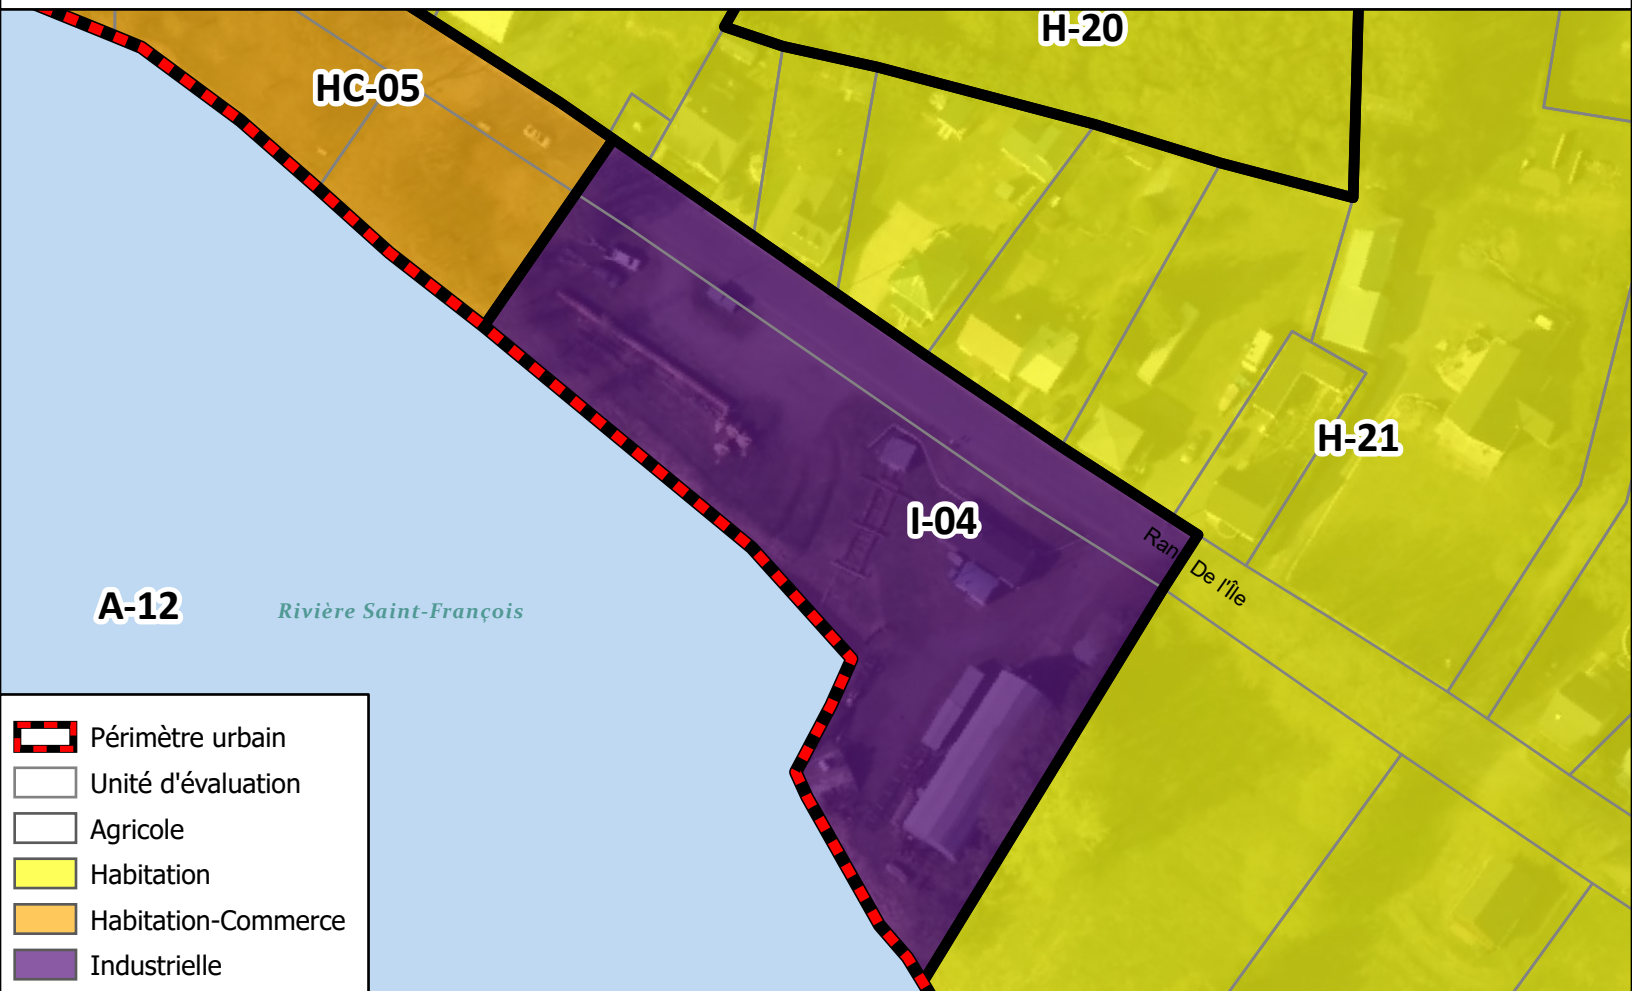 H-20
HC-05
H-21
I-04
Ran
De l'Île
A-12
Rivière Saint-François
Périmètre urbain
Unité d'évaluation
Agricole
Habitation
Habitation-Commerce
Industrielle